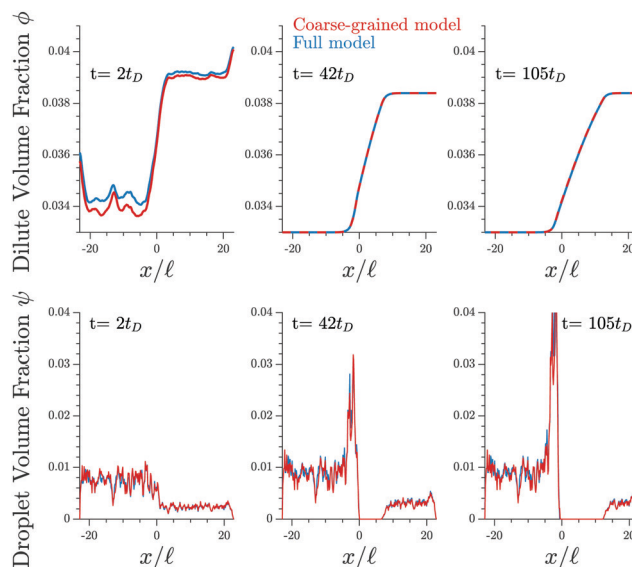 Coarse-grained model
Full model
Dilute Volume Fraction ϕ
t= 2t_D
42t_D
t= 105t_D
0.04
0.038
0.036
0.034
0.04
0.038
0.036
0.034
0.04
0.038
0.036
0.034
-20 0 20
-20 0 20
-20 0 20
x/ℓ
x/ℓ
x/ℓ
Droplet Volume Fraction ψ
t= 2t_D
t= 42t_D
t= 105t_D
0.04
0.03
0.02
0.01
0
0.04
0.03
0.02
0.01
0
0.04
0.03
0.02
0.01
0
-20 0 20
-20 0 20
-20 0 20
x/ℓ
x/ℓ
x/ℓ